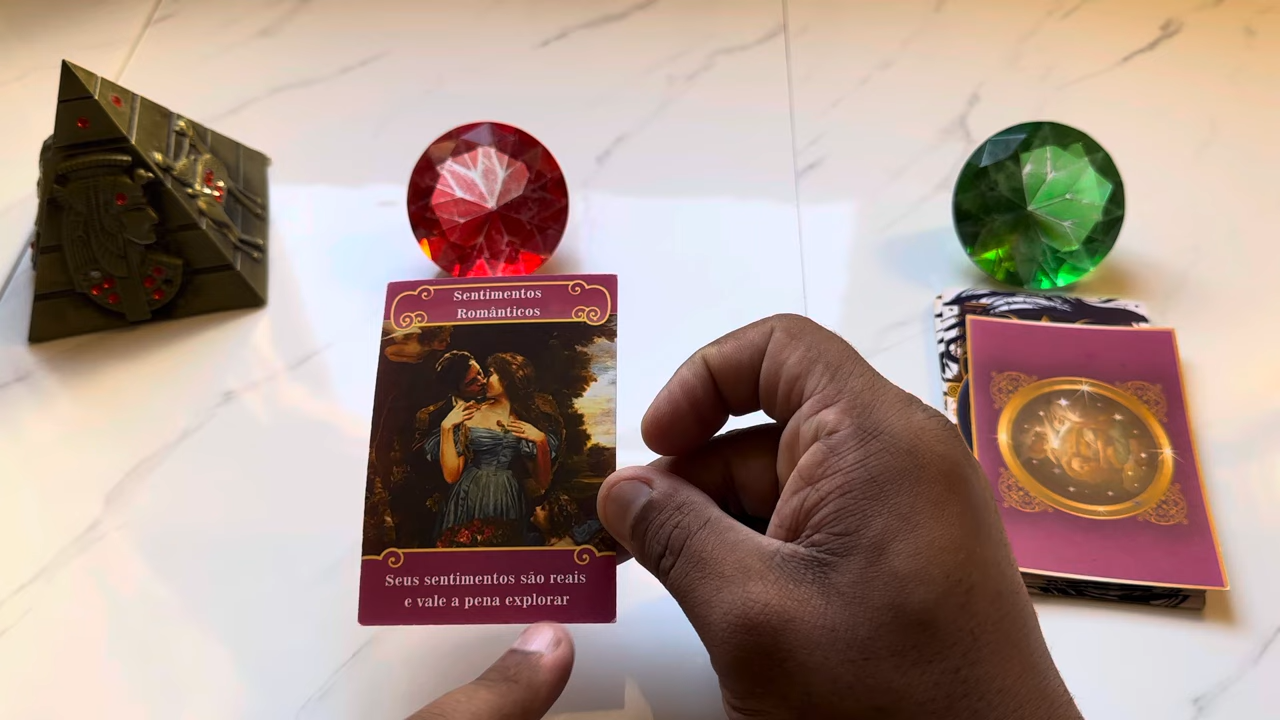 Sentimentos
Românticos
Seus sentimentos são reais
e vale a pena explorar